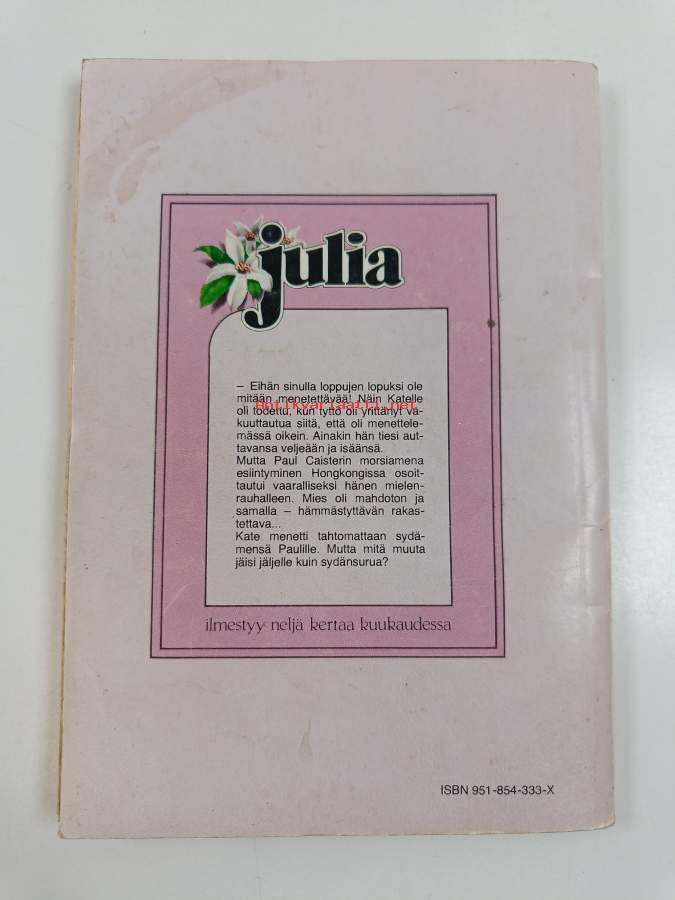 julia
– Eihän sinulla loppujen lopuksi ole
mitään menetettävää! Näin Katelle
Antikvariaatti.net
oli todettu, kun tyttö oli yrittänyt va-
kuuttautua siitä, että oli menettele-
mässä oikein. Ainakin hän tiesi aut-
tavansa veljeään ja isäänsä.
Mutta Paul Caisterin morsiamena
esiintyminen Hongkongissa osoit-
tautui vaaralliseksi hänen mielen-
rauhalleen. Mies oli mahdoton ja
samalla – hämmästyttävän rakas-
tettava...
Kate menetti tahtomattaan sydä-
mensä Paulille. Mutta mitä muuta
jäisi jäljelle kuin sydänsurua?
ilmestyy neljä kertaa kuukaudessa
ISBN 951-854-333-X